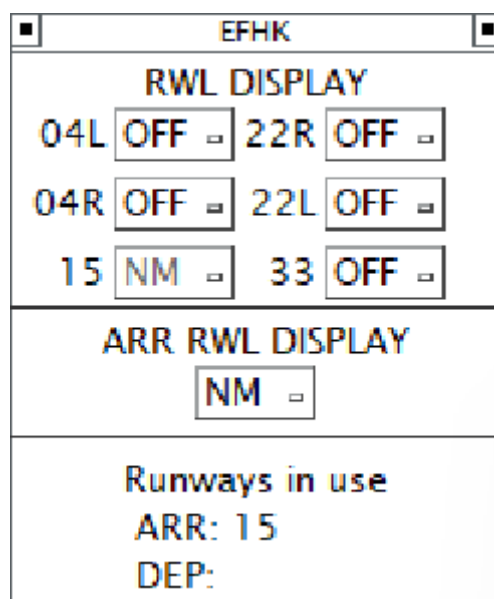 EFHK
RWL DISPLAY
04L OFF 22R OFF
04R OFF 22L OFF
15 NM 33 OFF
ARR RWL DISPLAY
NM
Runways in use
ARR: 15
DEP: